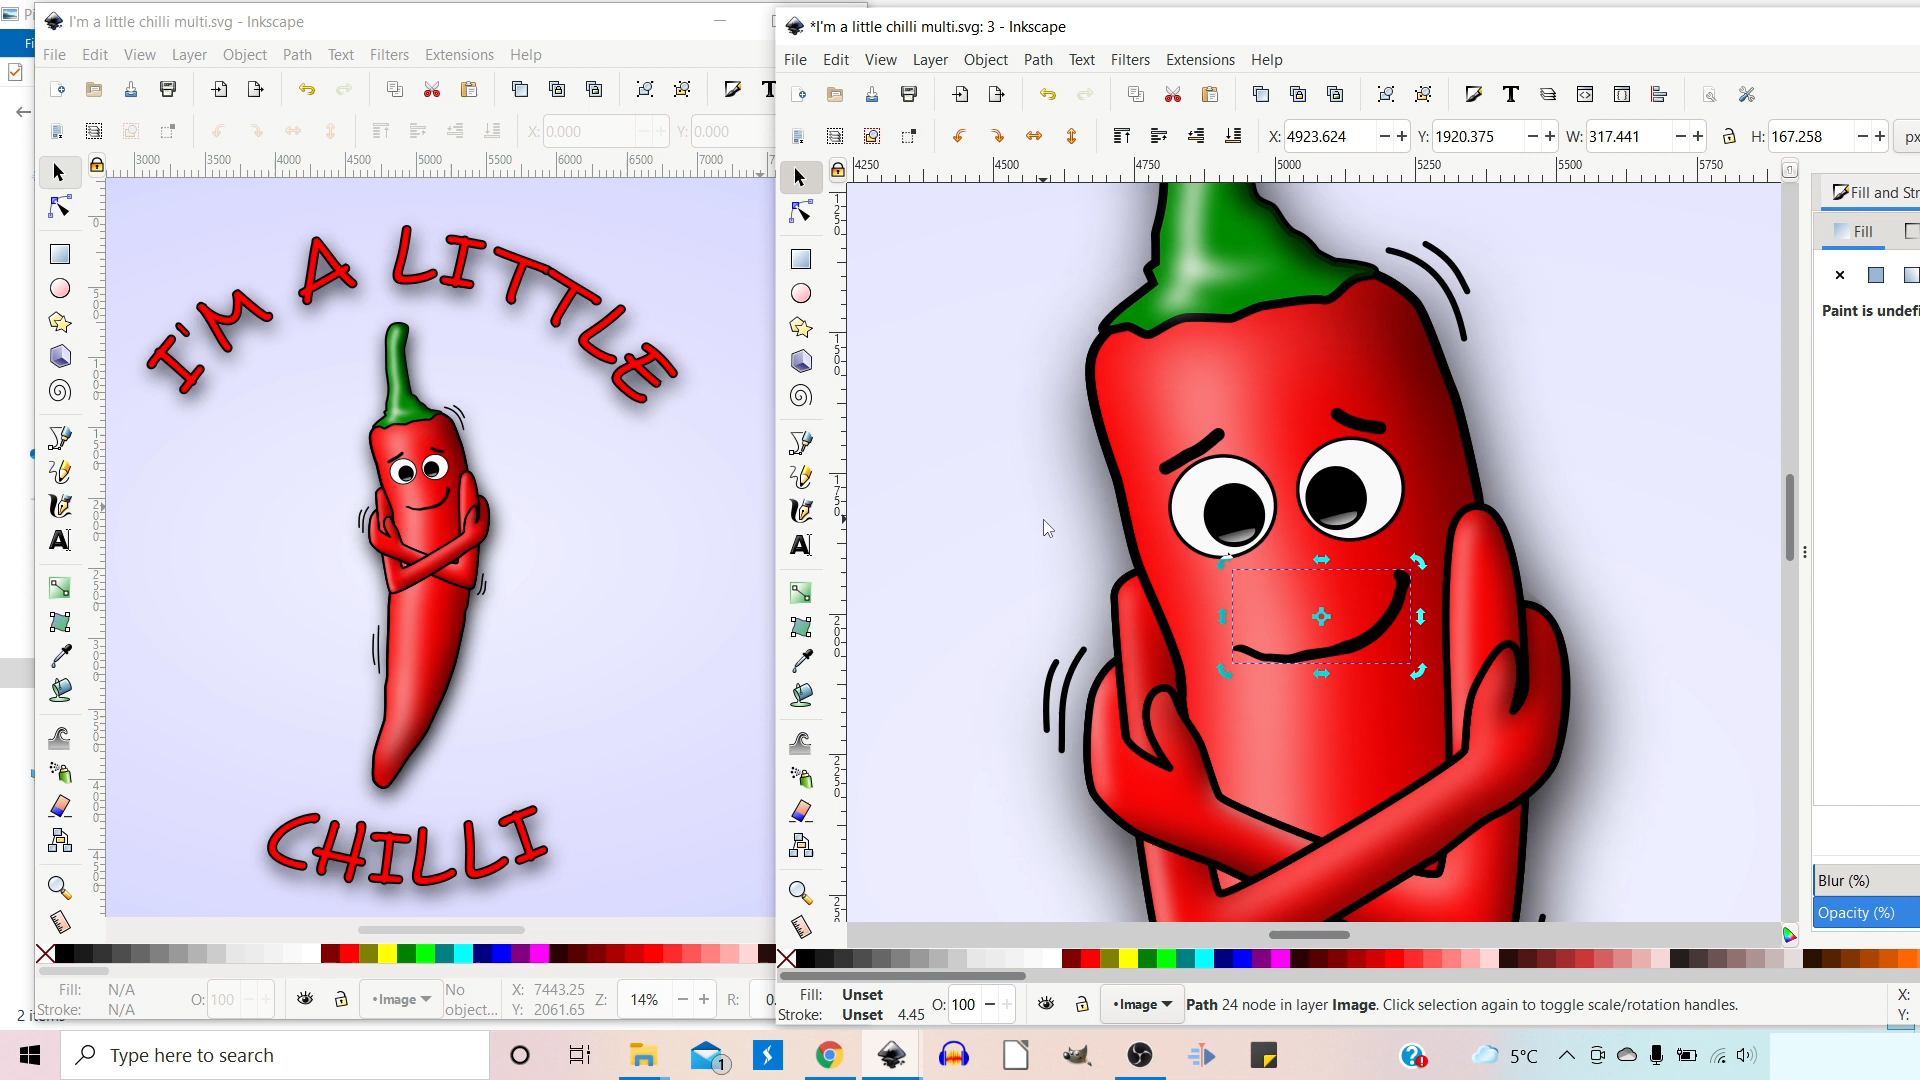 I'm a little chilli multi.svg - Inkscape
File Edit View Layer Object Path Text Filters Extensions Help
X: 0.000 Y: 0.000
3000 3500 4000 4500 5000 5500 6000 6500 7000
I'M A LITTLE
CHILLI
Fill: N/A
Stroke: N/A
O: 100
•Image
No
object...
X: 7443.25
Y: 2061.65
Z: 14%
R: 0.
*I'm a little chilli multi.svg: 3 - Inkscape
File Edit View Layer Object Path Text Filters Extensions Help
X: 4923.624 Y: 1920.375 W: 317.441 H: 167.258 px
4250 4500 4750 5000 5250 5500 5750
Fill and Str
Fill
Paint is undefi
Blur (%)
Opacity (%)
Fill: Unset
Stroke: Unset 4.45
O: 100
•Image
Path 24 node in layer Image. Click selection again to toggle scale/rotation handles.
X:
Y:
Type here to search
1
5°C